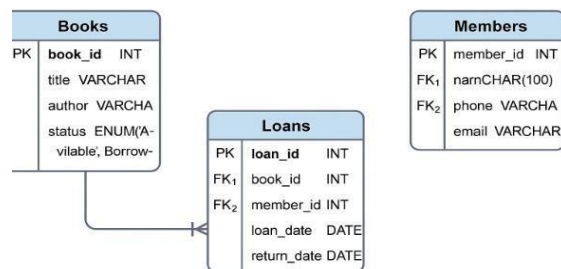 Books
PK book_id INT
title VARCHAR
author VARCHA
status ENUM('A-
vilable', Borrow-
Members
PK member_id INT
FK₁ narnCHAR(100)
FK₂ phone VARCHA
email VARCHAR
Loans
PK loan_id INT
FK₁ book_id INT
FK₂ member_id INT
loan_date DATE
return_date DATE